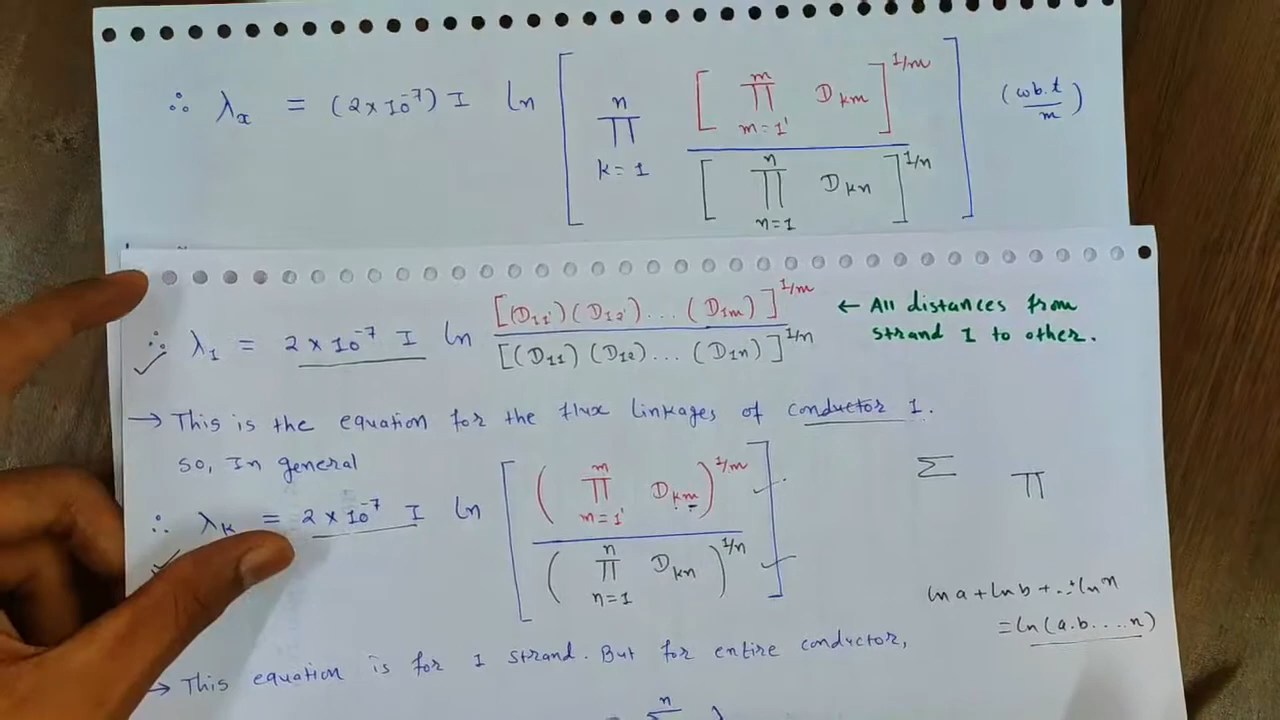 ∴ λx = (2×10⁻⁷) I ln [ n ∏ k=1 [ m ∏ m=1' Dkm ]^1/m / [ n ∏ n=1 Dkn ]^1/n ] (wb.t/m)
∴ λ1 = 2×10⁻⁷ I ln [(D11')(D12')...(D1m)]^1/m / [(D11)(D12)...(D1n)]^1/n ← All distances from
strand 1 to other.
→ This is the equation for the flux linkages of conductor 1.
so, In general
∴ λK = 2×10⁻⁷ I ln [ ( m ∏ m=1' Dkm )^1/m / ( n ∏ n=1 Dkn )^1/n ] Σ ∏
ln a + ln b + ..+ ln n
= ln(a.b....n)
→ This equation is for 1 strand. But for entire conductor,